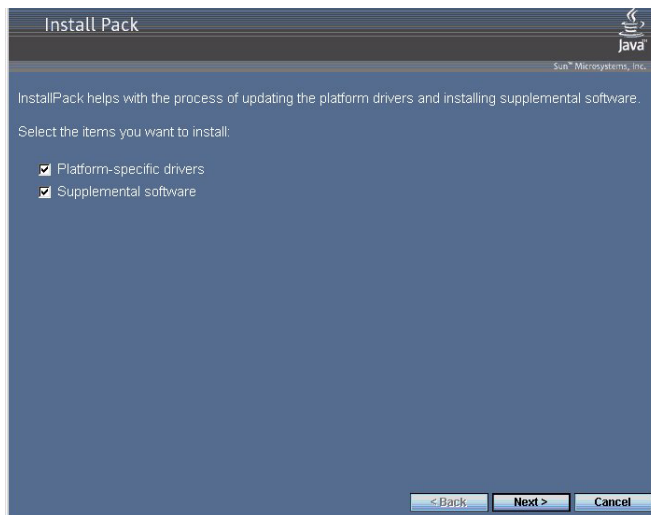 Install Pack
Java™
Sun™ Microsystems, Inc.
InstallPack helps with the process of updating the platform drivers and installing supplemental software.
Select the items you want to install:
Platform-specific drivers
Supplemental software
< Back Next > Cancel